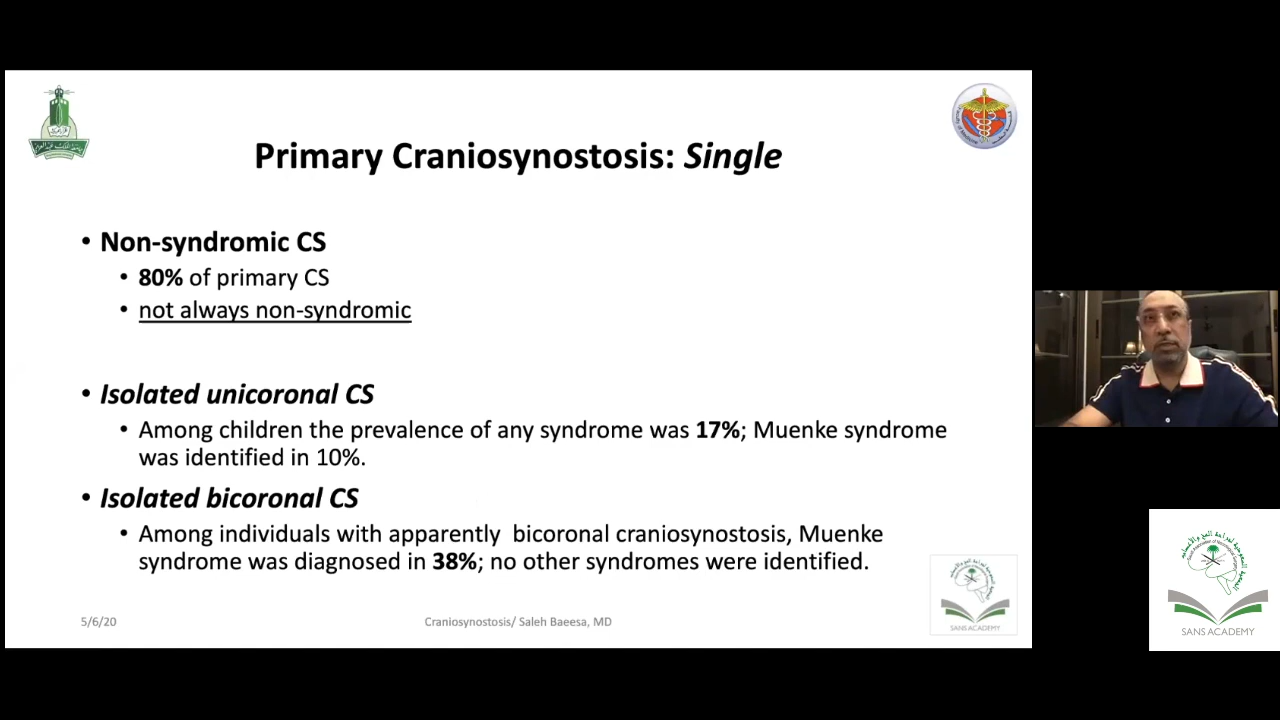 Primary Craniosynostosis: Single
• Non-syndromic CS
• 80% of primary CS
• not always non-syndromic
• Isolated unicoronal CS
• Among children the prevalence of any syndrome was 17%; Muenke syndrome
was identified in 10%.
• Isolated bicoronal CS
• Among individuals with apparently bicoronal craniosynostosis, Muenke
syndrome was diagnosed in 38%; no other syndromes were identified.
5/6/20
Craniosynostosis/ Saleh Baeesa, MD
SANS ACADEMY
SANS ACADEMY